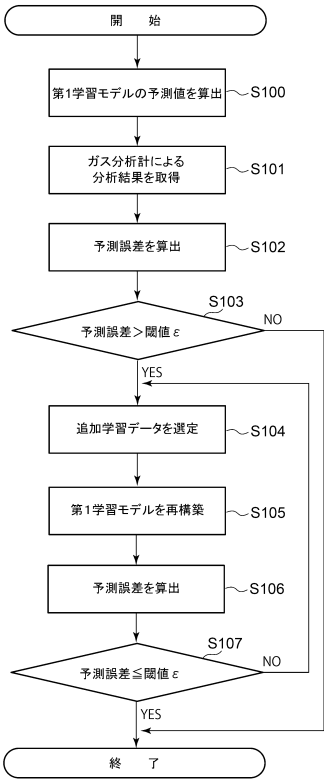 開　始
第1学習モデルの予測値を算出
S100
ガス分析計による
分析結果を取得
S101
予測誤差を算出
S102
S103
予測誤差＞閾値ε
NO
YES
追加学習データを選定
S104
第1学習モデルを再構築
S105
予測誤差を算出
S106
S107
予測誤差≦閾値ε
NO
YES
終　了